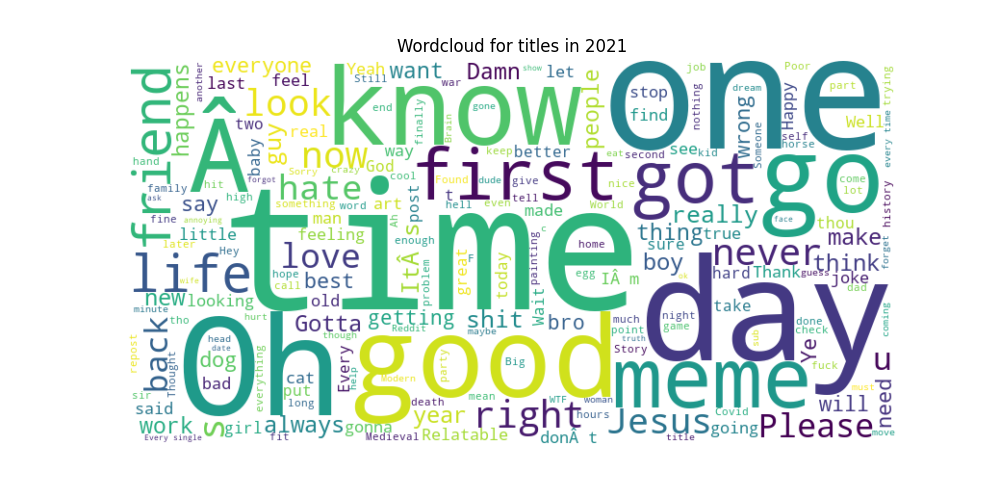 Wordcloud for titles in 2021
friend
happens
another
everyone
last
feel
Yeah
Still
want
war
Damn
let
people
one
stop
find
job
nothing
wrong
dream
someone
Poor
Happy
part
Well
trying
every time
Â
look
two
baby
guy
real
know
end
finally
gone
show
Brain
way
God
now
Sorry
crazy
cool
first
keep
better
eat
second
see
kid
got
go
self
horse
come
lot
hand
ask
family
fine
say
hit
high
annoying
forgot
hate
something
word
man
art
Ah
post
t
Found
dude
hell
give
tell
even
made
nice
World
really
thing
true
face
thou
history
forget
little
later
Hey
feeling
time
enough
ItÂ s
problem
F
great
today
c
painting
home
egg
IÂ m
boy
sure
never
hard
Thank
guess
make
think
joke
dad
life
wife
love
hope
call
best
old
ok
new
looking
minute
tho
hurt
Oh
Gotta
though
getting
Reddit
maybe
shit
Wait
bro
much
point
truth
Story
take
night
game
day
done
check
coming
repost
back
Thought
head
date
dog
bad
everything
cat
put
long
Every
help
good
Modern
party
Big
meme
sub
Ye
fuck
must
u
need
sir
said
work
s
girl
always
fit
gonna
death
year
mean
right
WTF
woman
hours
Jesus
Covid
going
Please
will
move
Every single
Medieval
Relatable
donÂ t
title